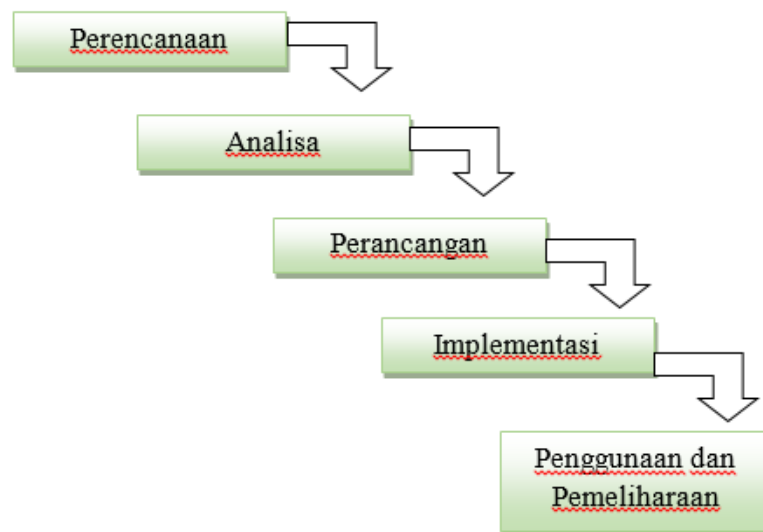 Perencanaan
Analisa
Perancangan
Implementasi
Penggunaan dan
Pemeliharaan